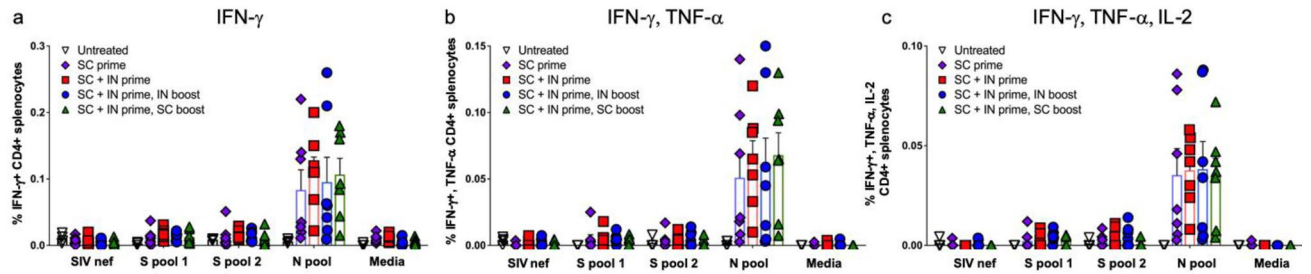 a
IFN-γ
% IFN-γ+ CD4+ splenocytes
0.3
0.2
0.1
0.0
Untreated
SC prime
SC + IN prime
SC + IN prime, IN boost
SC + IN prime, SC boost
SIV nef S pool 1 S pool 2 N pool Media
b
IFN-γ, TNF-α
% IFN-γ+, TNF-α CD4+ splenocytes
0.15
0.10
0.05
0.00
Untreated
SC prime
SC + IN prime
SC + IN prime, IN boost
SC + IN prime, SC boost
SIV nef S pool 1 S pool 2 N pool Media
c
IFN-γ, TNF-α, IL-2
% IFN-γ+, TNF-α, IL-2
CD4+ splenocytes
0.10
0.05
0.00
Untreated
SC prime
SC + IN prime
SC + IN prime, IN boost
SC + IN prime, SC boost
SIV nef S pool 1 S pool 2 N pool Media